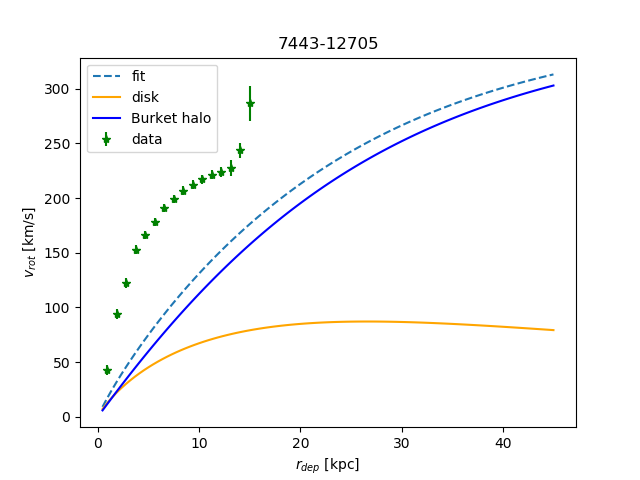 7443-12705
fit
disk
Burket halo
data
300
250
200
150
100
50
0
v_rot [km/s]
0 10 20 30 40
r_dep [kpc]